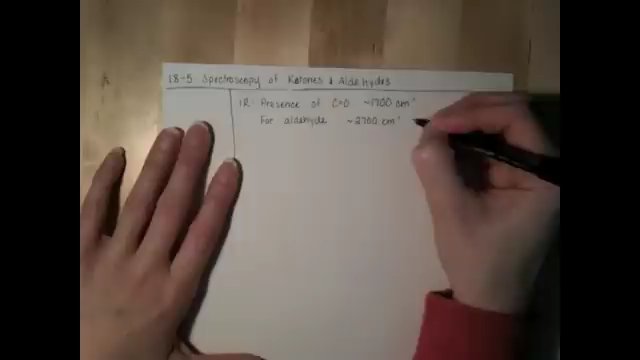 18-5 Spectroscopy of Ketones & Aldehydes
IR: Presence of C=O ~1700 cm⁻¹
For aldehyde ~2700 cm⁻¹